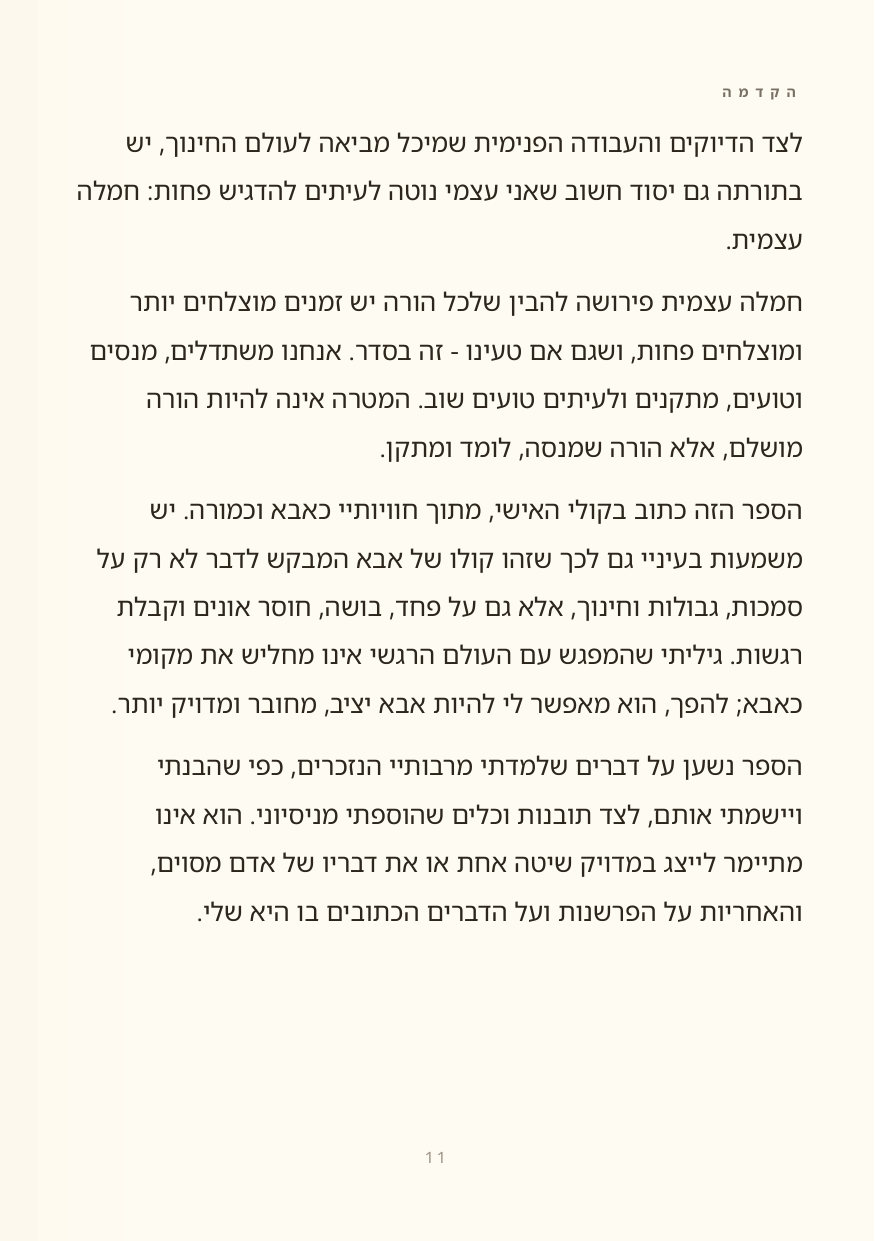 הקדמה
לצד הדיוקים והעבודה הפנימית שמיכל מביאה לעולם החינוך, יש
בתורתה גם יסוד חשוב שאני עצמי נוטה לעיתים להדגיש פחות: חמלה
עצמית.
חמלה עצמית פירושה להבין שלכל הורה יש זמנים מוצלחים יותר
ומוצלחים פחות, ושגם אם טעינו - זה בסדר. אנחנו משתדלים, מנסים
וטועים, מתקנים ולעיתים טועים שוב. המטרה אינה להיות הורה
מושלם, אלא הורה שמנסה, לומד ומתקן.
הספר הזה כתוב בקולי האישי, מתוך חוויותיי כאבא וכמורה. יש
משמעות בעיניי גם לכך שזהו קולו של אבא המבקש לדבר לא רק על
סמכות, גבולות וחינוך, אלא גם על פחד, בושה, חוסר אונים וקבלת
רגשות. גיליתי שהמפגש עם העולם הרגשי אינו מחליש את מקומי
כאבא; להפך, הוא מאפשר לי להיות אבא יציב, מחובר ומדויק יותר.
הספר נשען על דברים שלמדתי מרבותיי הנזכרים, כפי שהבנתי
ויישמתי אותם, לצד תובנות וכלים שהוספתי מניסיוני. הוא אינו
מתיימר לייצג במדויק שיטה אחת או את דבריו של אדם מסוים,
והאחריות על הפרשנות ועל הדברים הכתובים בו היא שלי.
11